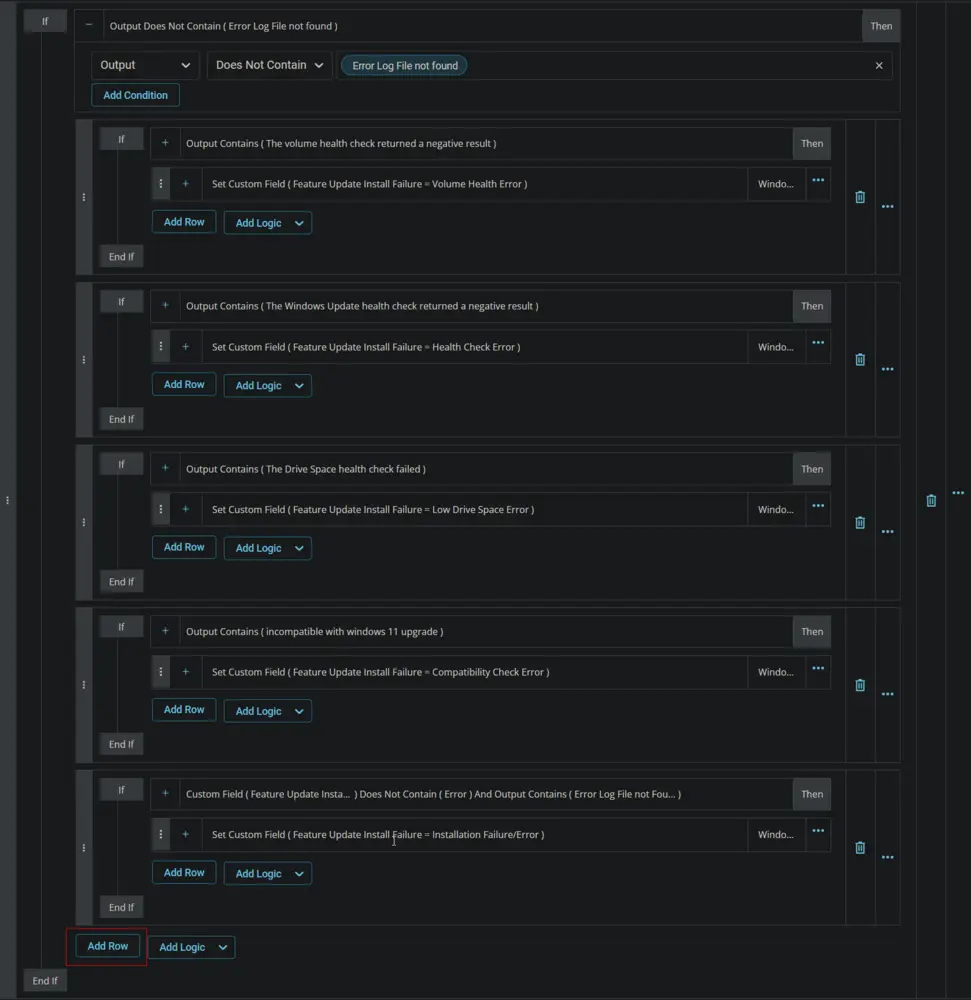 If
− Output Does Not Contain ( Error Log File not found ) Then
Output Does Not Contain Error Log File not found ×
Add Condition
If + Output Contains ( The volume health check returned a negative result ) Then
+ Set Custom Field ( Feature Update Install Failure = Volume Health Error ) Windo...
Add Row Add Logic
End If
If + Output Contains ( The Windows Update health check returned a negative result ) Then
+ Set Custom Field ( Feature Update Install Failure = Health Check Error ) Windo...
Add Row Add Logic
End If
If + Output Contains ( The Drive Space health check failed ) Then
+ Set Custom Field ( Feature Update Install Failure = Low Drive Space Error ) Windo...
Add Row Add Logic
End If
If + Output Contains ( incompatible with windows 11 upgrade ) Then
+ Set Custom Field ( Feature Update Install Failure = Compatibility Check Error ) Windo...
Add Row Add Logic
End If
If + Custom Field ( Feature Update Insta... ) Does Not Contain ( Error ) And Output Contains ( Error Log File not Fou... ) Then
+ Set Custom Field ( Feature Update Install Failure = Installation Failure/Error ) Windo...
Add Row Add Logic
End If
Add Row Add Logic
End If